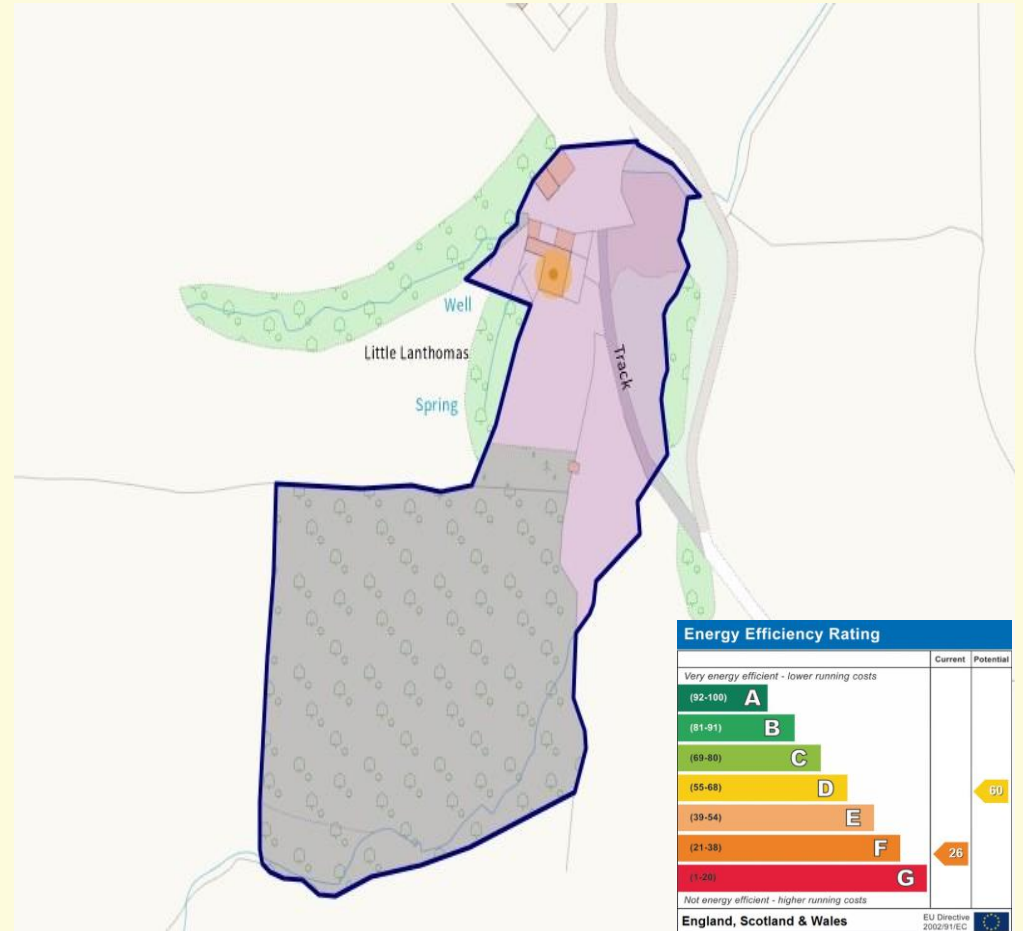 Well
Little Lanthomas
Track
Spring
Energy Efficiency Rating
Current Potential
Very energy efficient - lower running costs
(92-100) A
(81-91) B
(69-80) C
(55-68) D
60
(39-54) E
(21-38) F
26
(1-20) G
Not energy efficient - higher running costs
England, Scotland & Wales
EU Directive
2002/91/EC